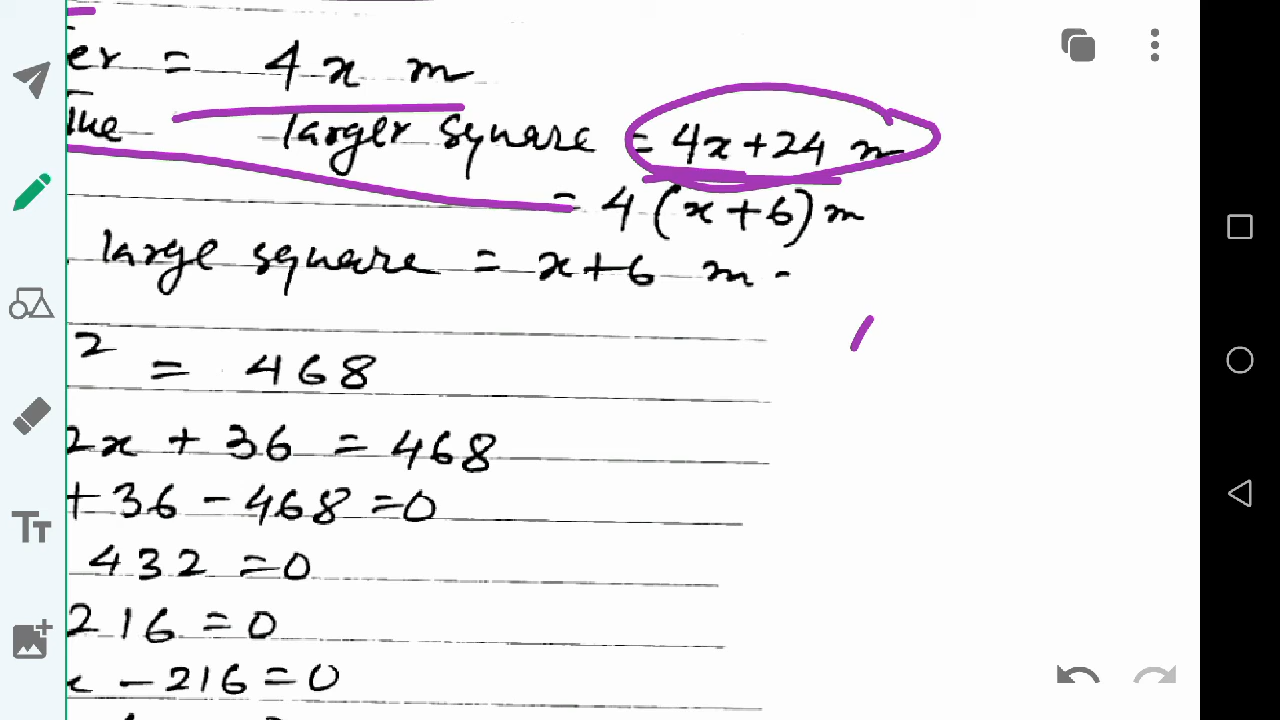 er = 4x m
the larger square = 4x+24 m
= 4(x+6)m
large square = x+6 m
2 = 468
2x + 36 = 468
+ 36 - 468 = 0
432 = 0
216 = 0
x - 216 = 0
TT